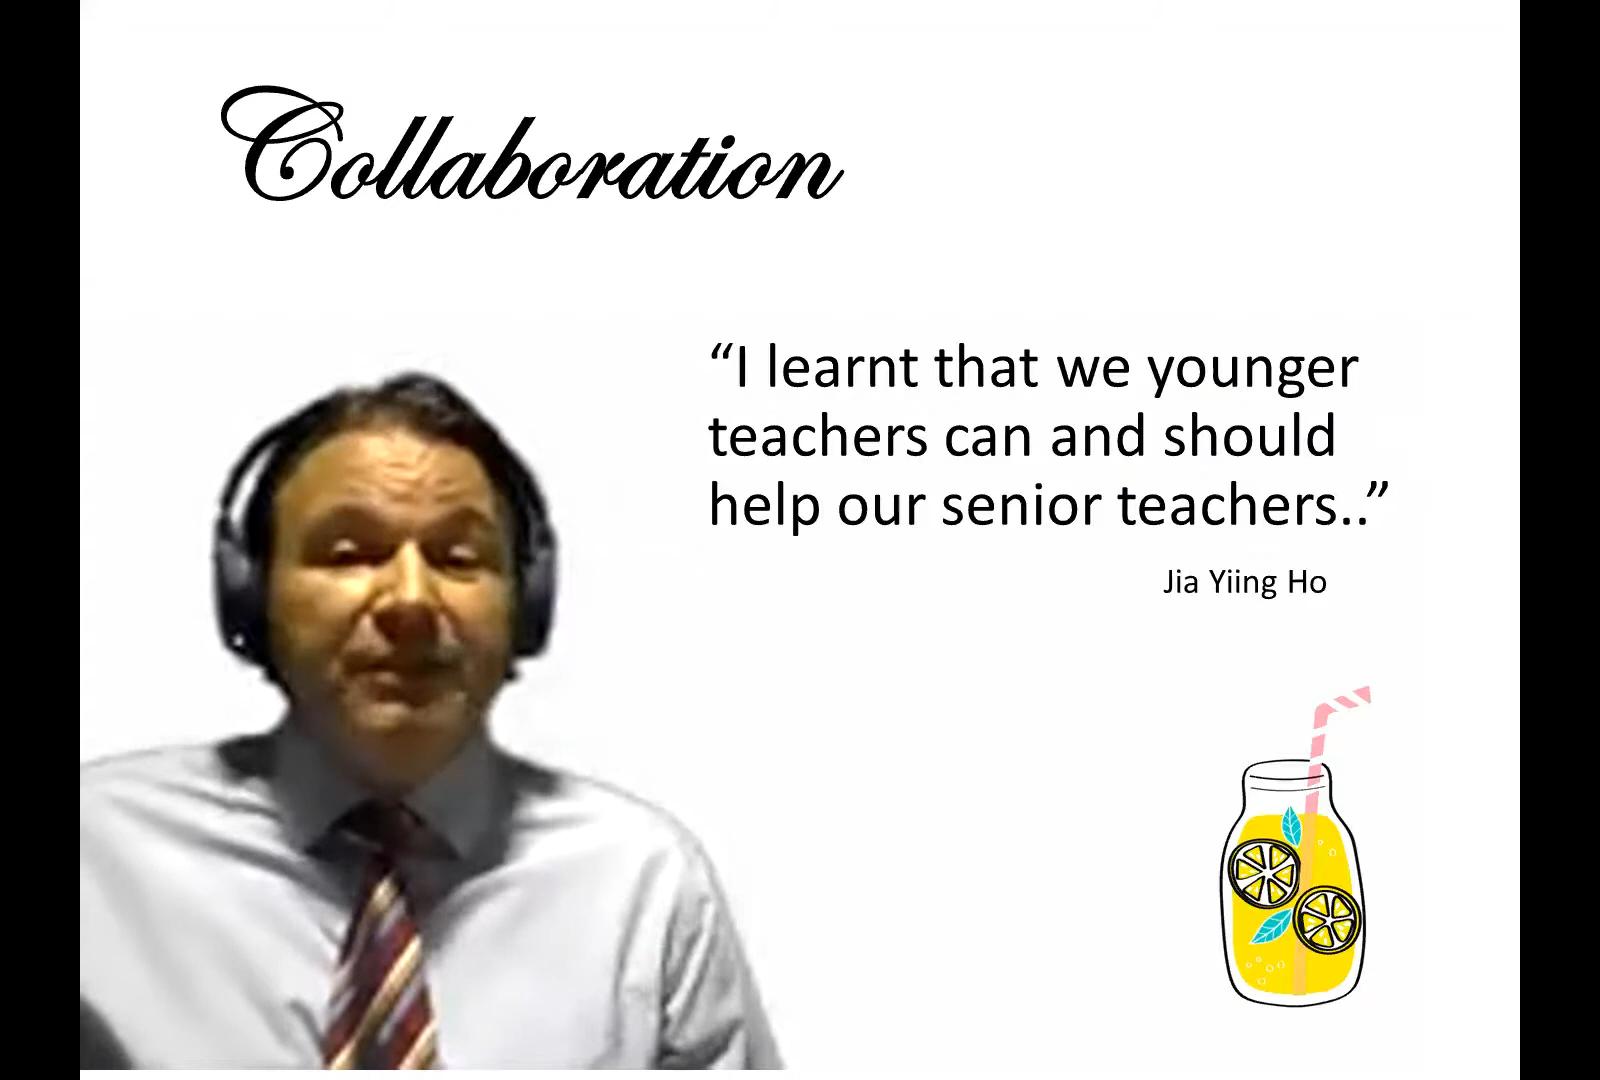 Collaboration
“I learnt that we younger
teachers can and should
help our senior teachers..”
Jia Yiing Ho